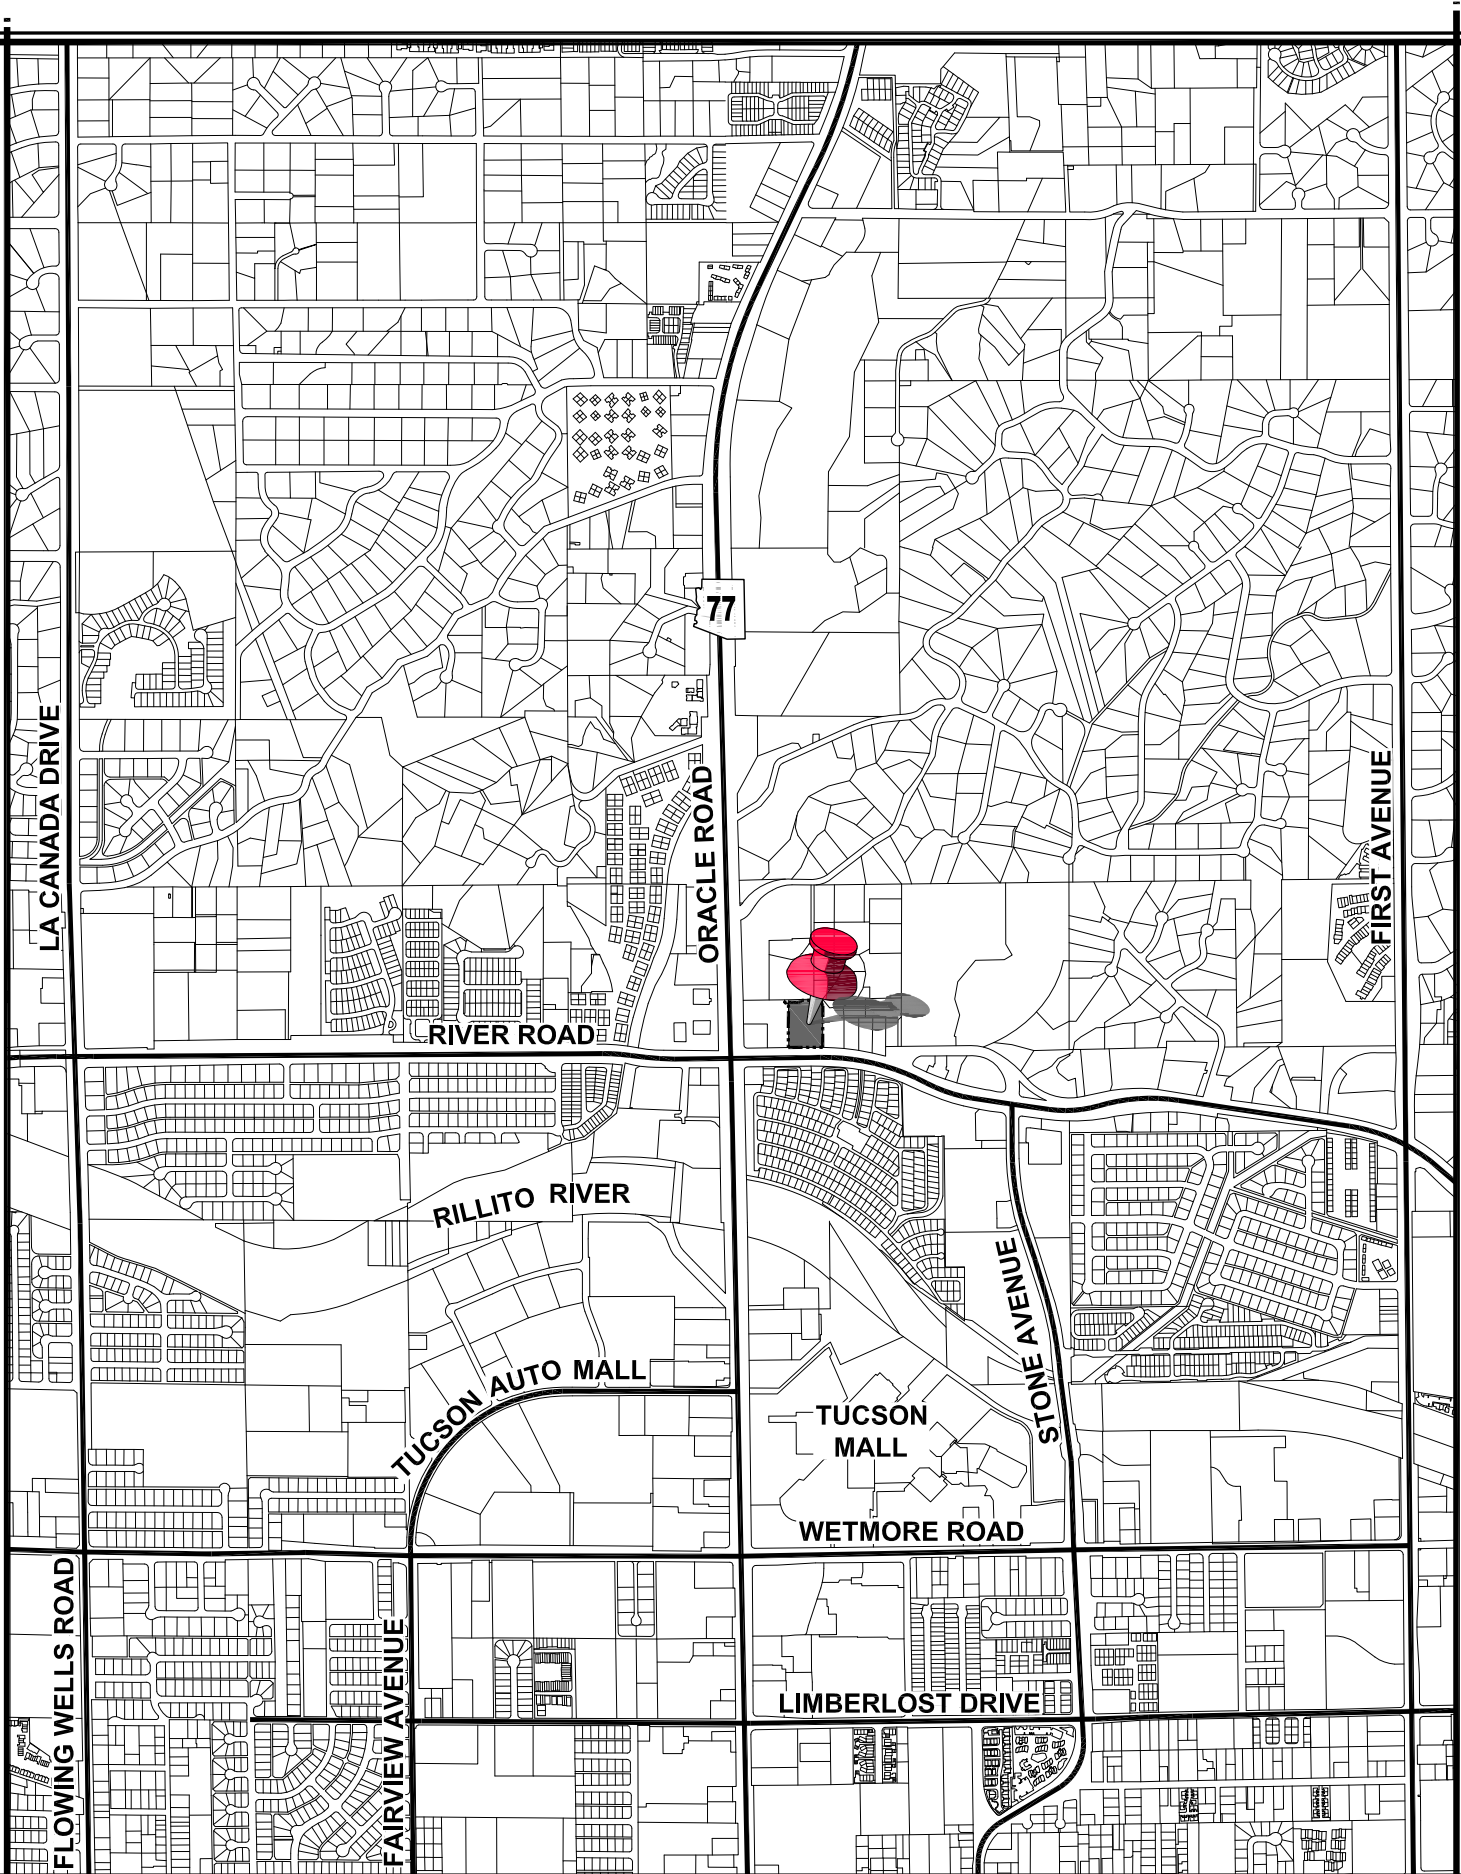 77
LA CANADA DRIVE
ORACLE ROAD
FIRST AVENUE
RIVER ROAD
RILLITO RIVER
STONE AVENUE
TUCSON AUTO MALL
TUCSON
MALL
WETMORE ROAD
FLOWING WELLS ROAD
FAIRVIEW AVENUE
LIMBERLOST DRIVE